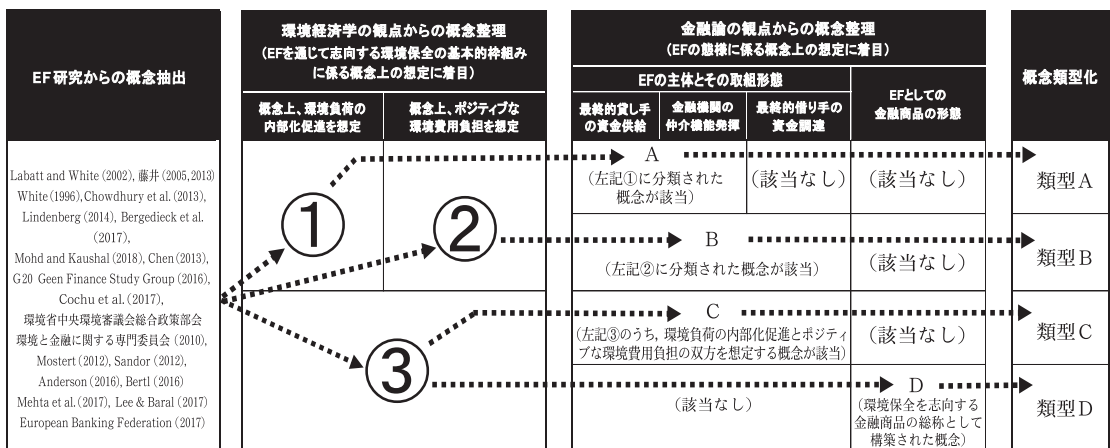 EF研究からの概念抽出
環境経済学の観点からの概念整理
（EFを通じて志向する環境保全の基本的枠組み
に係る概念上の想定に着目）
概念上、環境負荷の
内部化促進を想定
概念上、ポジティブな
環境費用負担を想定
金融論の観点からの概念整理
（EFの態様に係る概念上の想定に着目）
EFの主体とその取組形態
最終的貸し手
の資金供給
金融機関の
仲介機能発揮
最終的借り手の
資金調達
EFとしての
金融商品の形態
概念類型化
Labatt and White (2002), 藤井 (2005,2013)
White (1996),Chowdhury et al. (2013),
Lindenberg (2014), Bergedieck et al.
(2017),
Mohd and Kaushal (2018), Chen (2013),
G20 Geen Finance Study Group (2016),
Cochu et al. (2017),
環境省中央環境審議会総合政策部会
環境と金融に関する専門委員会 (2010),
Mostert (2012), Sandor (2012),
Anderson (2016), Bertl (2016)
Mehta et al. (2017), Lee & Baral (2017)
European Banking Federation (2017)
①
②
③
A
（左記①に分類された
概念が該当）
（該当なし）
（該当なし）
類型A
B
（左記②に分類された概念が該当）
（該当なし）
類型B
C
（左記③のうち，環境負荷の内部化促進とポジティ
ブな環境費用負担の双方を想定する概念が該当）
（該当なし）
類型C
（該当なし）
D
（環境保全を志向する
金融商品の総称として
構築された概念）
類型D